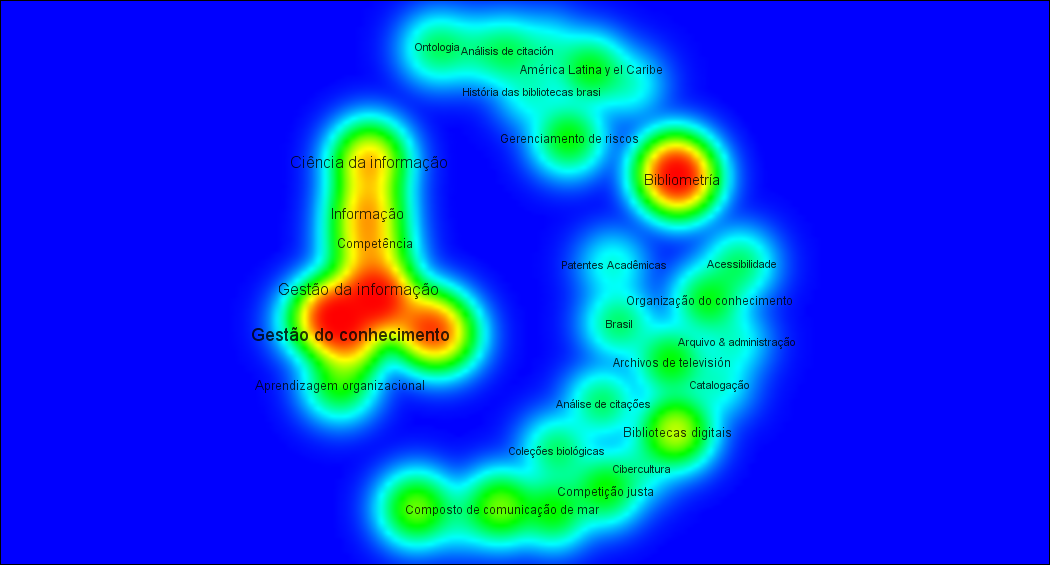 Ontologia
Análisis de citación
América Latina y el Caribe
História das bibliotecas brasi
Gerenciamento de riscos
Ciência da informação
Bibliometria
Informação
Competência
Patentes Acadêmicas
Acessibilidade
Gestão da informação
Organização do conhecimento
Brasil
Gestão do conhecimento
Arquivo & administração
Archivos de televisión
Aprendizagem organizacional
Catalogação
Análise de citações
Bibliotecas digitais
Coleções biológicas
Cibercultura
Competição justa
Composto de comunicação de mar